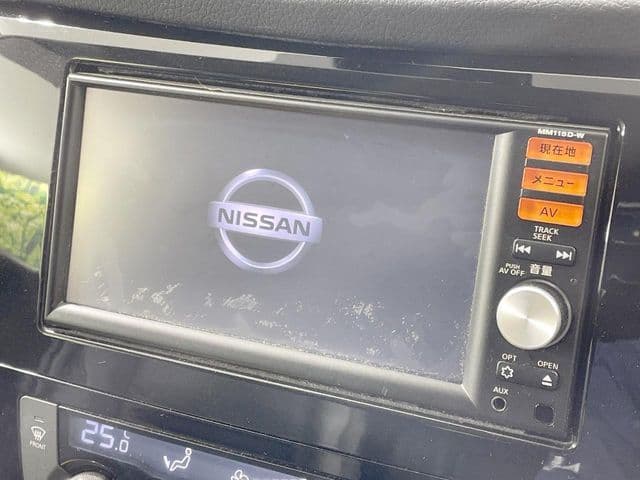 MM115D-W
現在地
メニュー
AV
NISSAN
TRACK
SEEK
PUSH
AV OFF
音量
OPT
OPEN
AUX
25.0
FRONT